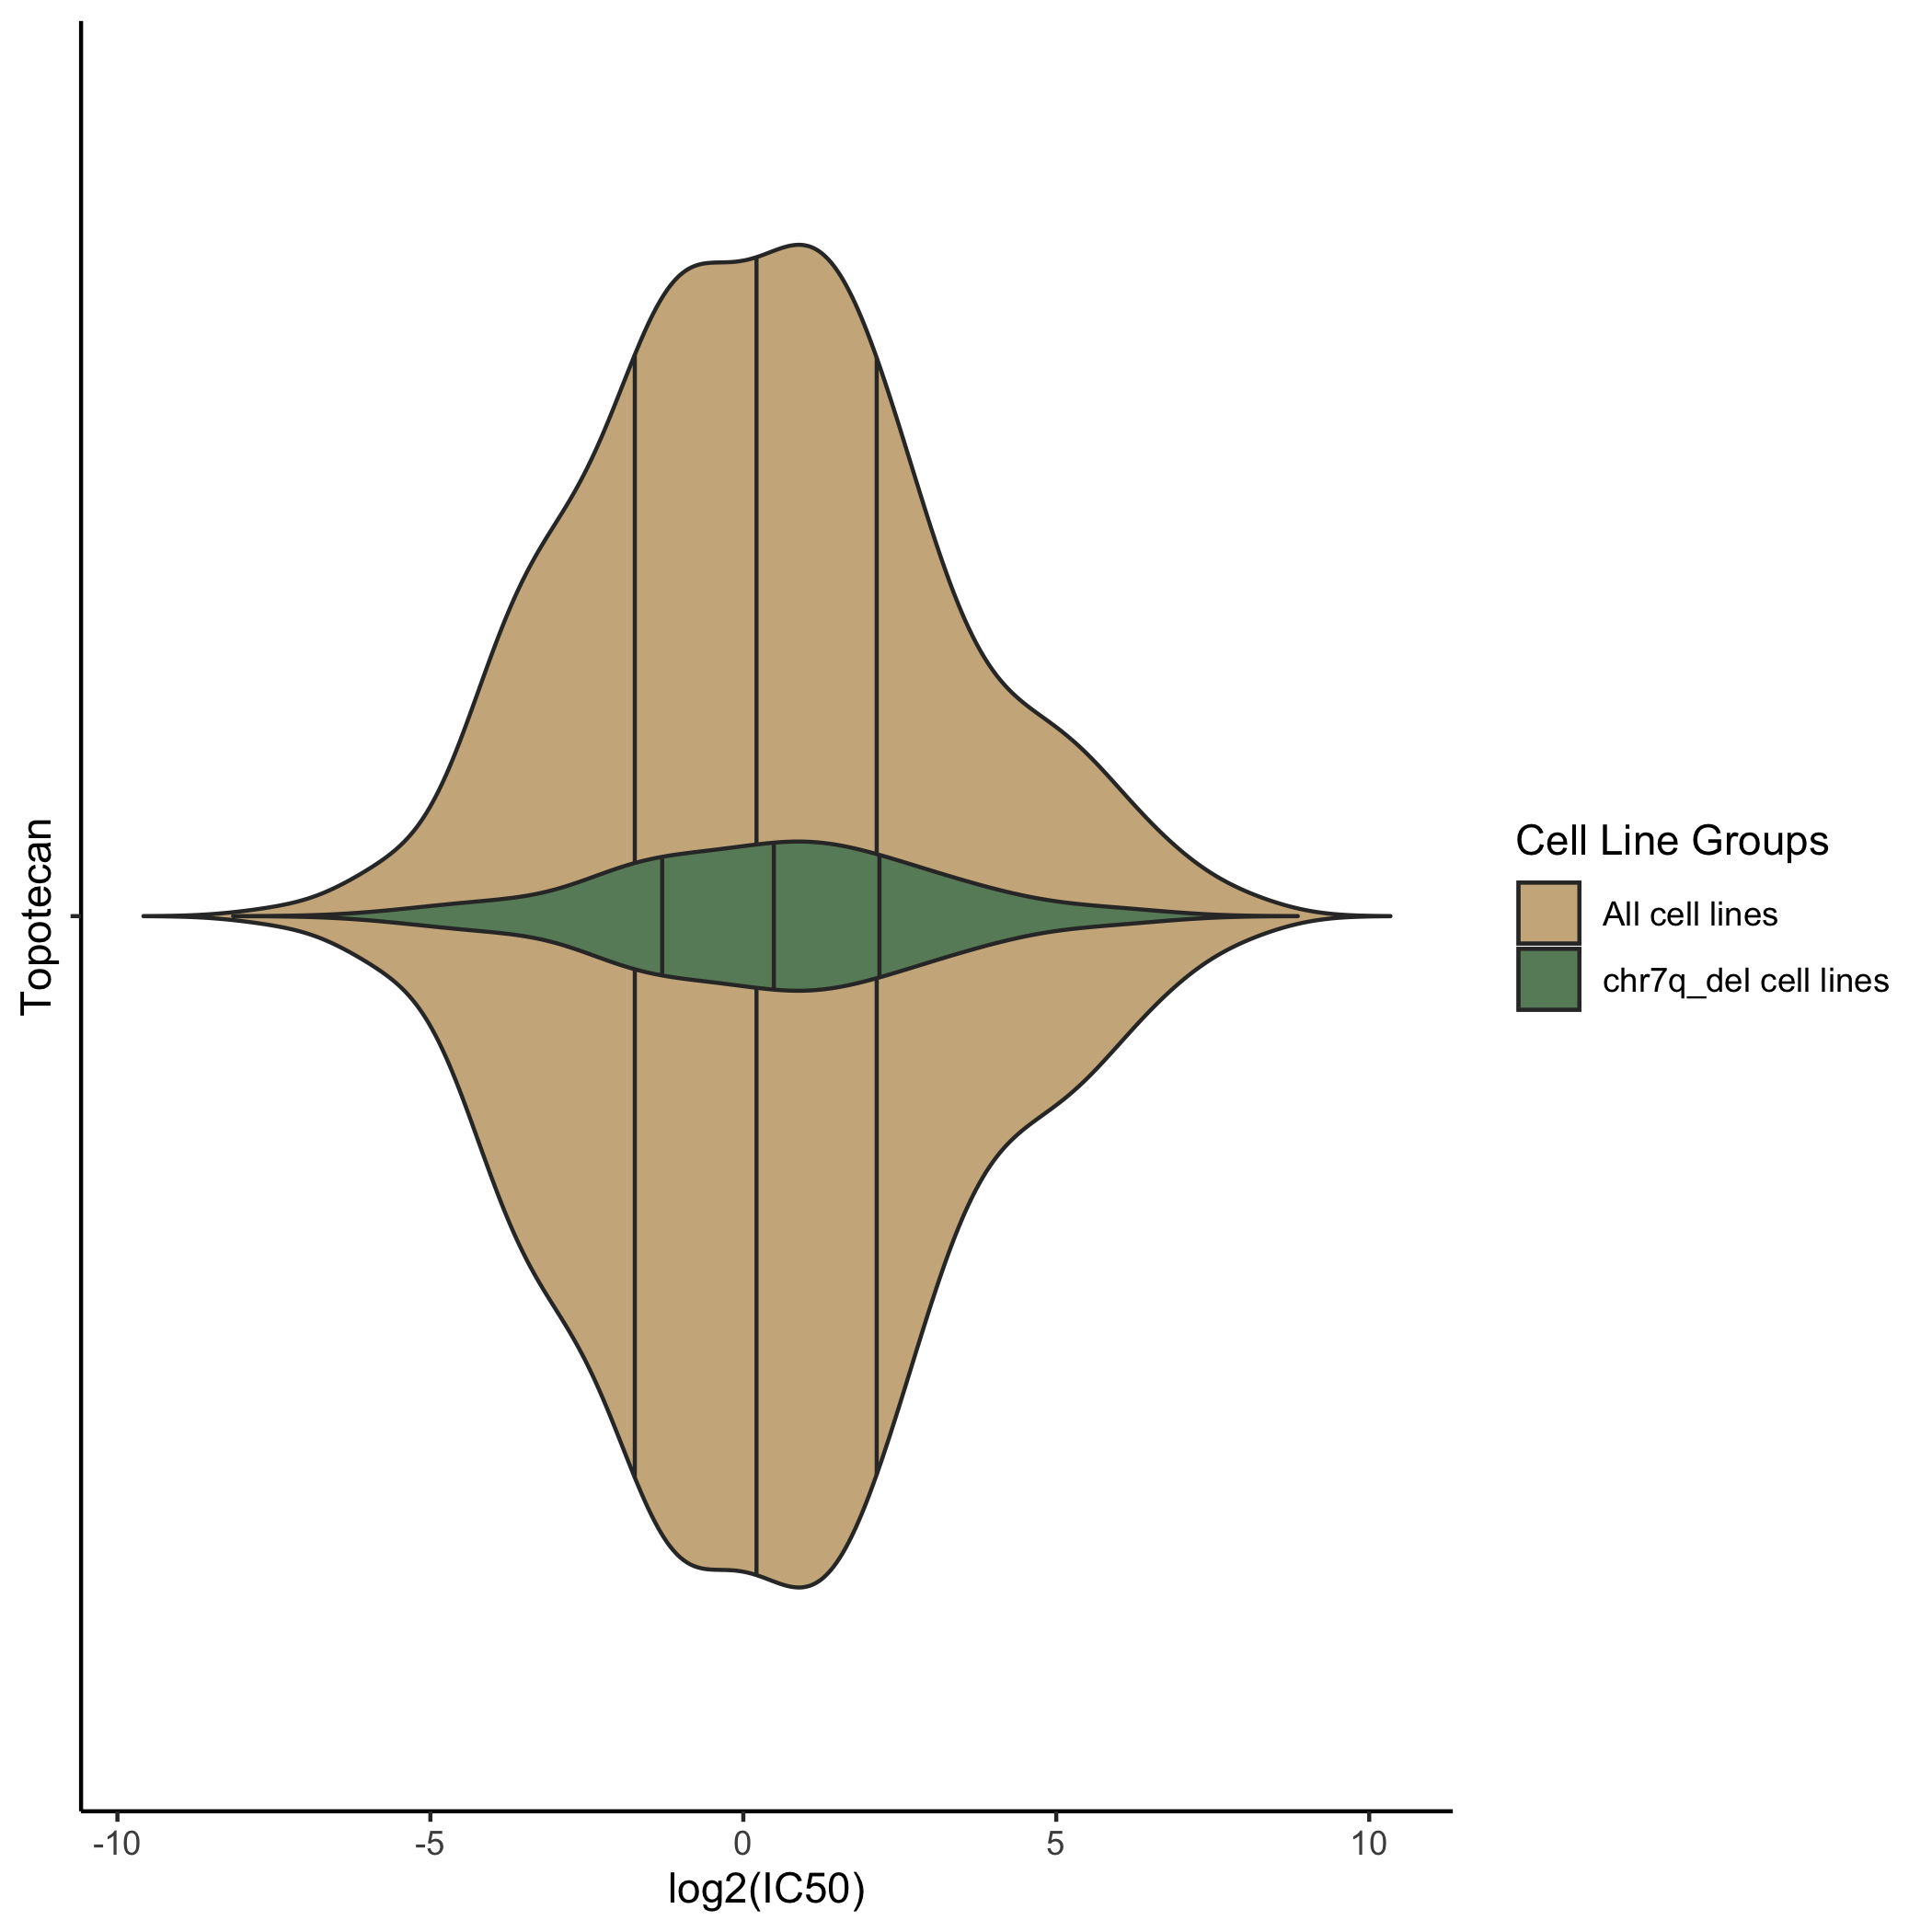 Topotecan
Cell Line Groups
All cell lines
chr7q_del cell lines
-10
-5
0
5
10
log2(IC50)